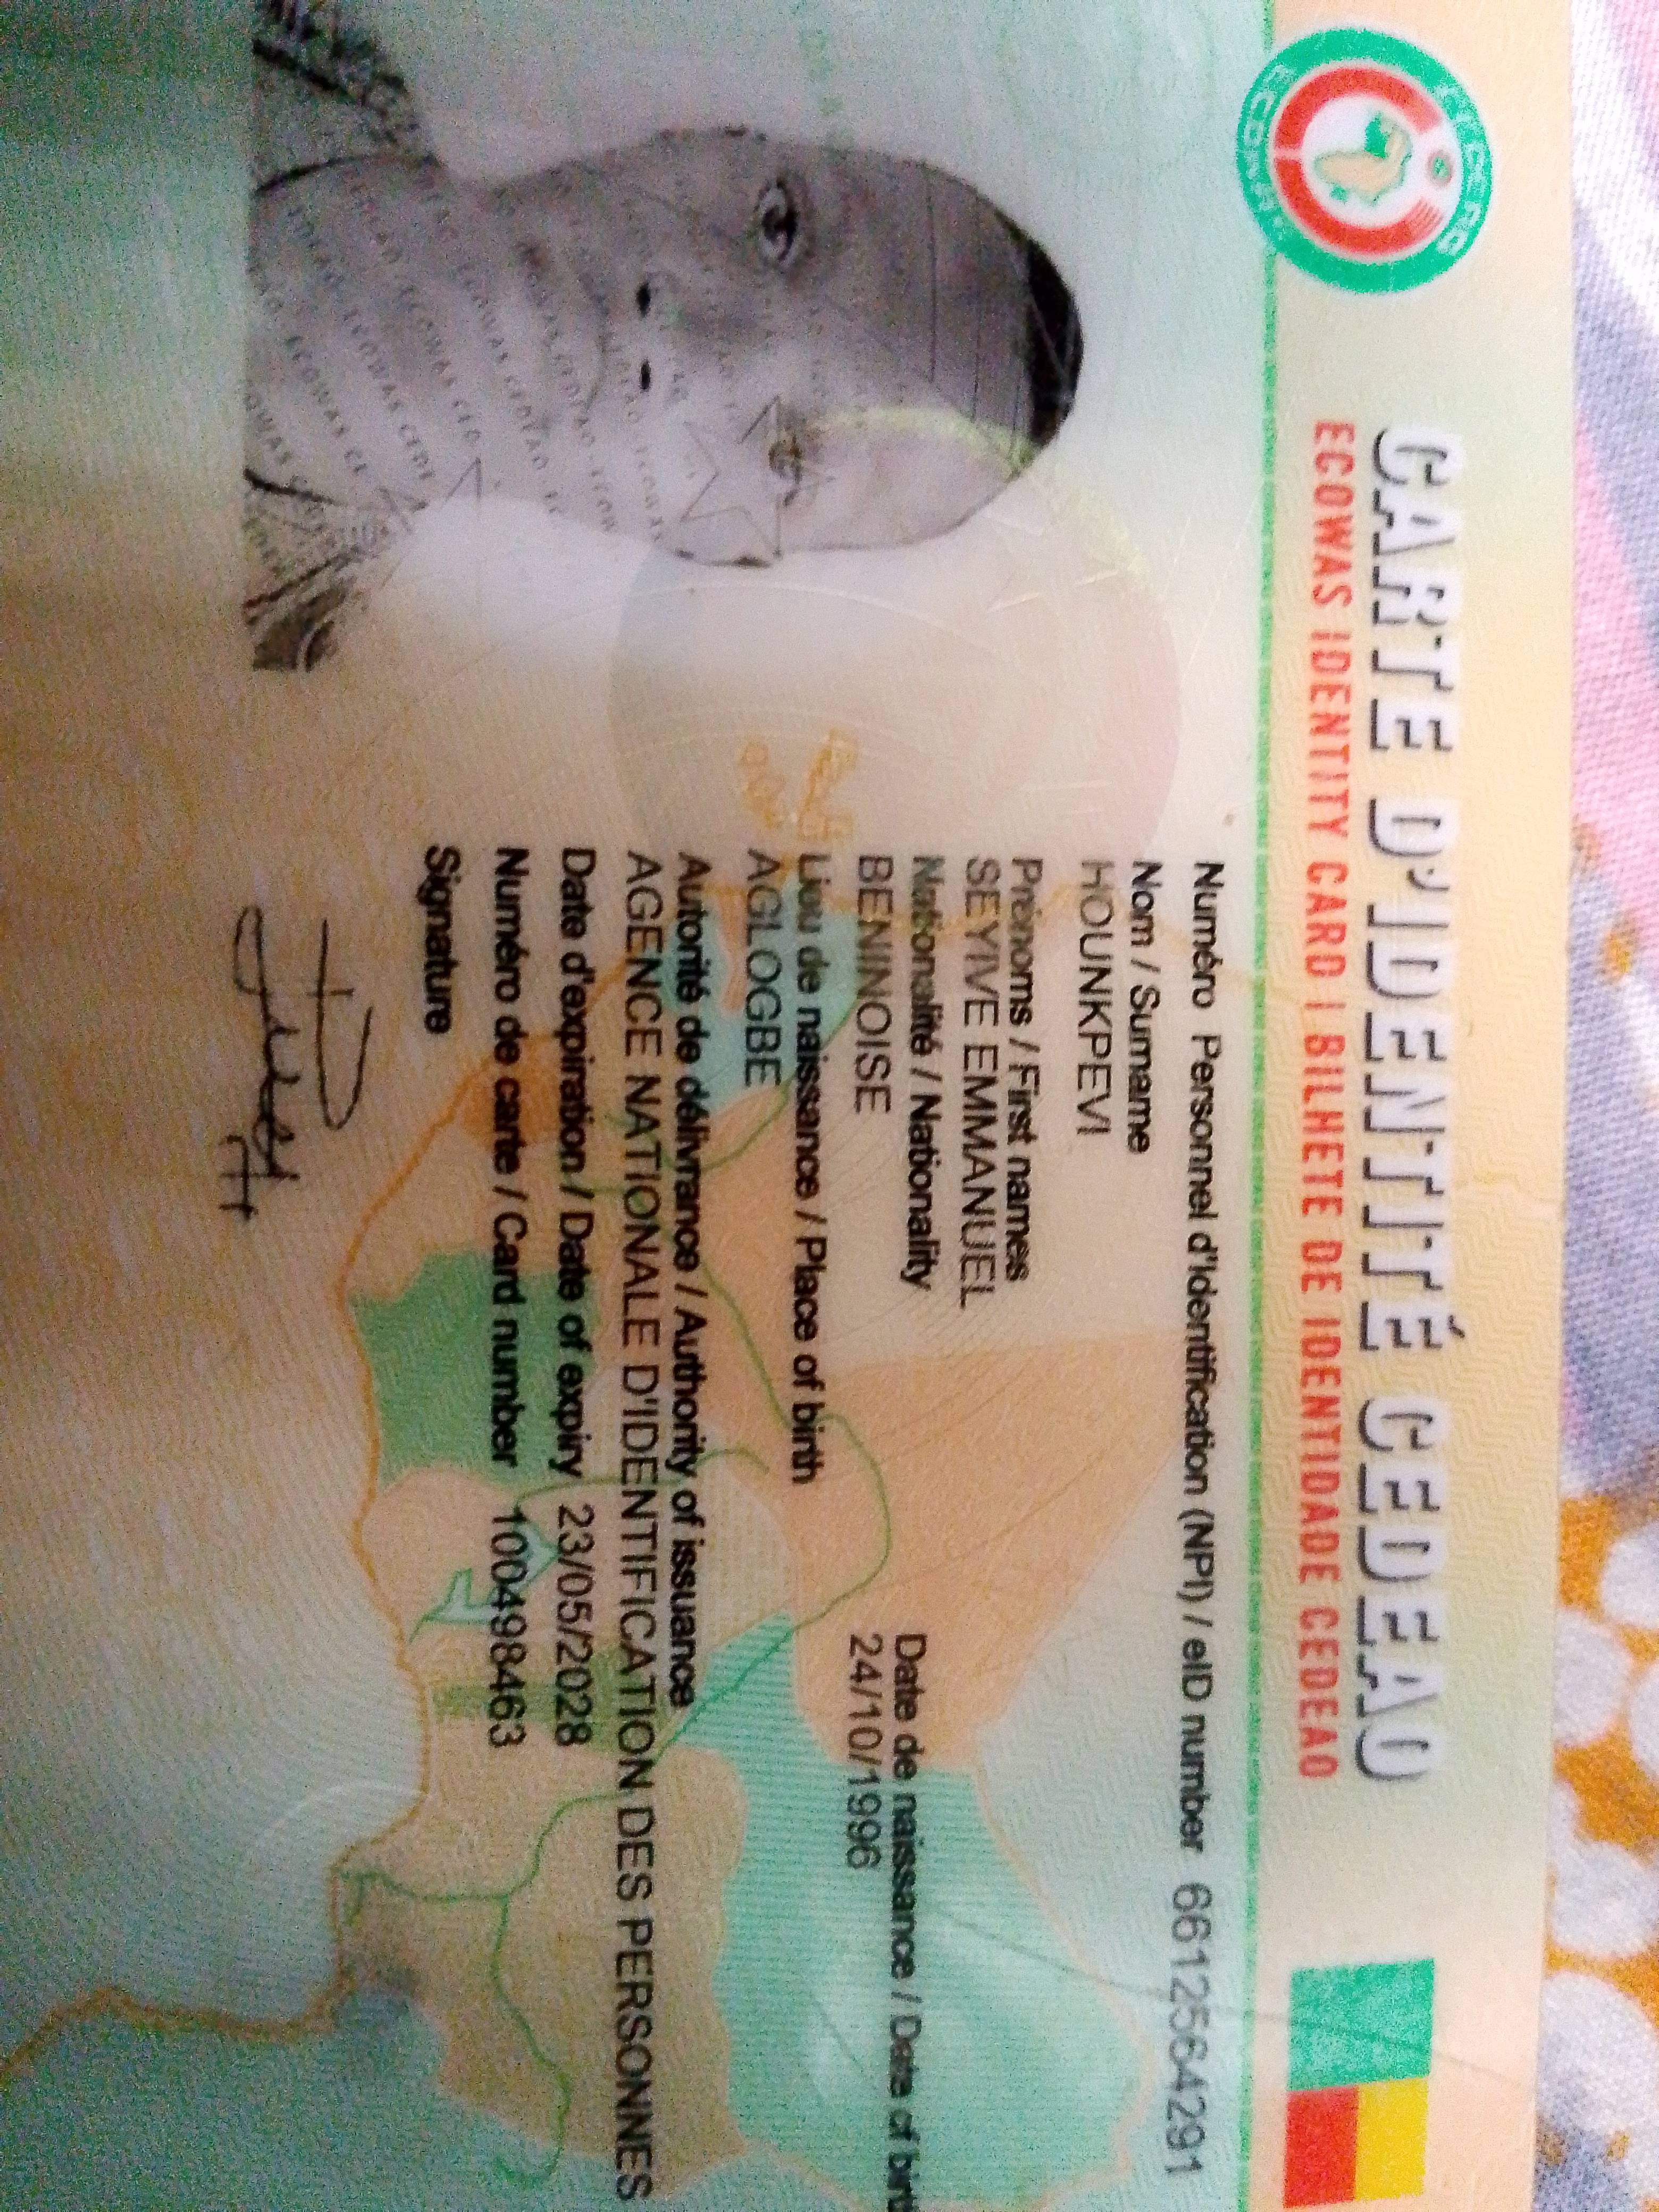 CARTE D'IDENTITÉ CEDEAO
ECOWAS IDENTITY CARD | BILHETE DE IDENTIDADE CEDEAO
Numéro Personnel d'Identification (NPI) / eID number 6612564291
Nom / Surname
HOUNKPEVI
Prénoms / First names
SEYIVE EMMANUEL
Nationalité / Nationality
BENINOISE
Date de naissance / Date of birt
24/10/1996
Lieu de naissance / Place of birth
AGLOGBE
Autorité de délivrance / Authority of issuance
AGENCE NATIONALE D'IDENTIFICATION DES PERSONNES
Date d'expiration / Date of expiry 23/05/2028
Numéro de carte / Card number 100498463
Signature